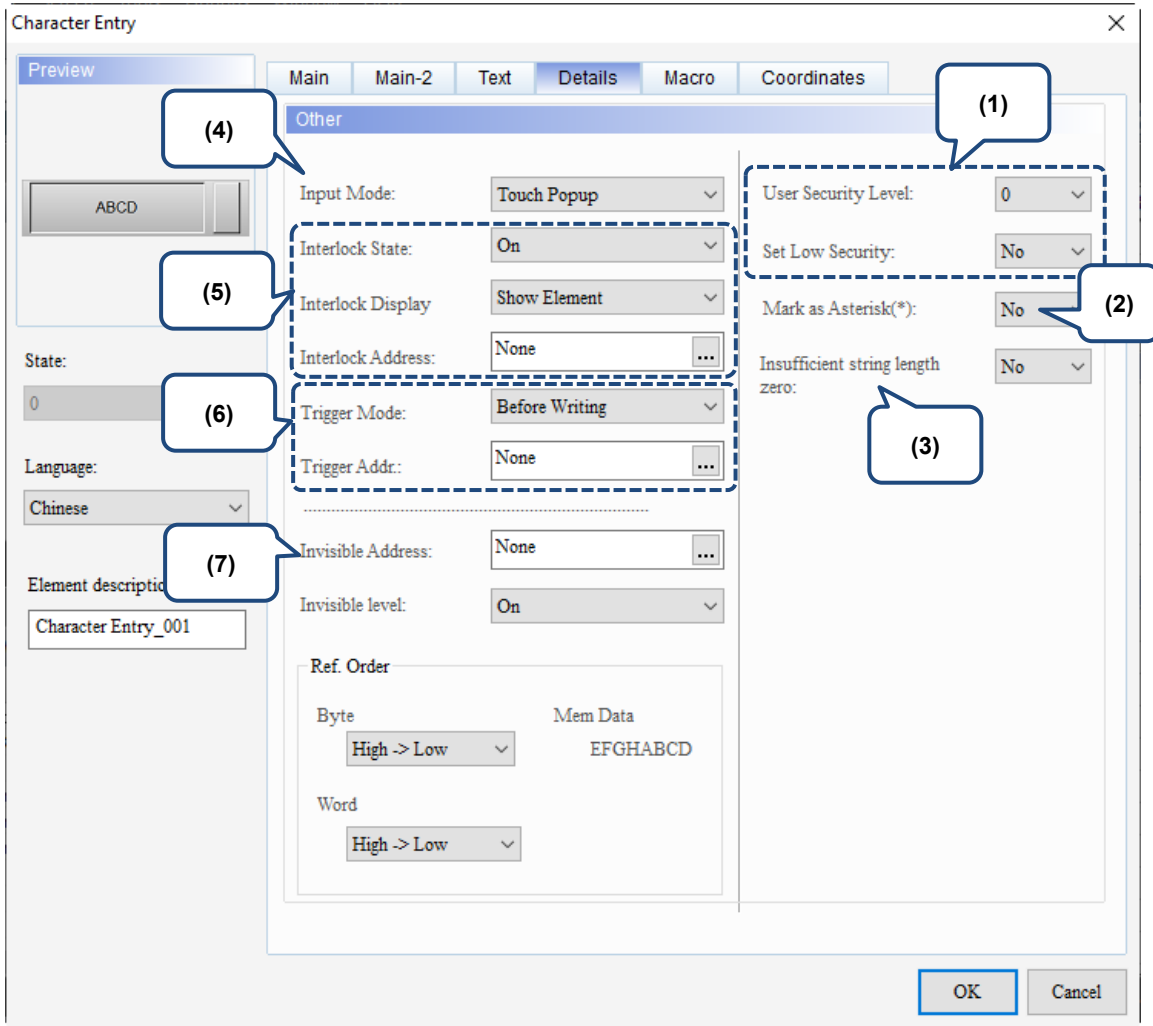 Character Entry
Preview
ABCD
State:
0
Language:
Chinese
Element descriptio
Character Entry_001
Main Main-2 Text Details Macro Coordinates
Other
(4)
Input Mode: Touch Popup
(5)
Interlock State: On
Interlock Display Show Element
Interlock Address: None ...
(6)
Trigger Mode: Before Writing
Trigger Addr.: None ...
(7)
Invisible Address: None ...
Invisible level: On
Ref. Order
Byte Mem Data
High -> Low EFGHABCD
Word
High -> Low
(1)
User Security Level: 0
Set Low Security: No
(2)
Mark as Asterisk(*): No
Insufficient string length
zero: No
(3)
OK Cancel